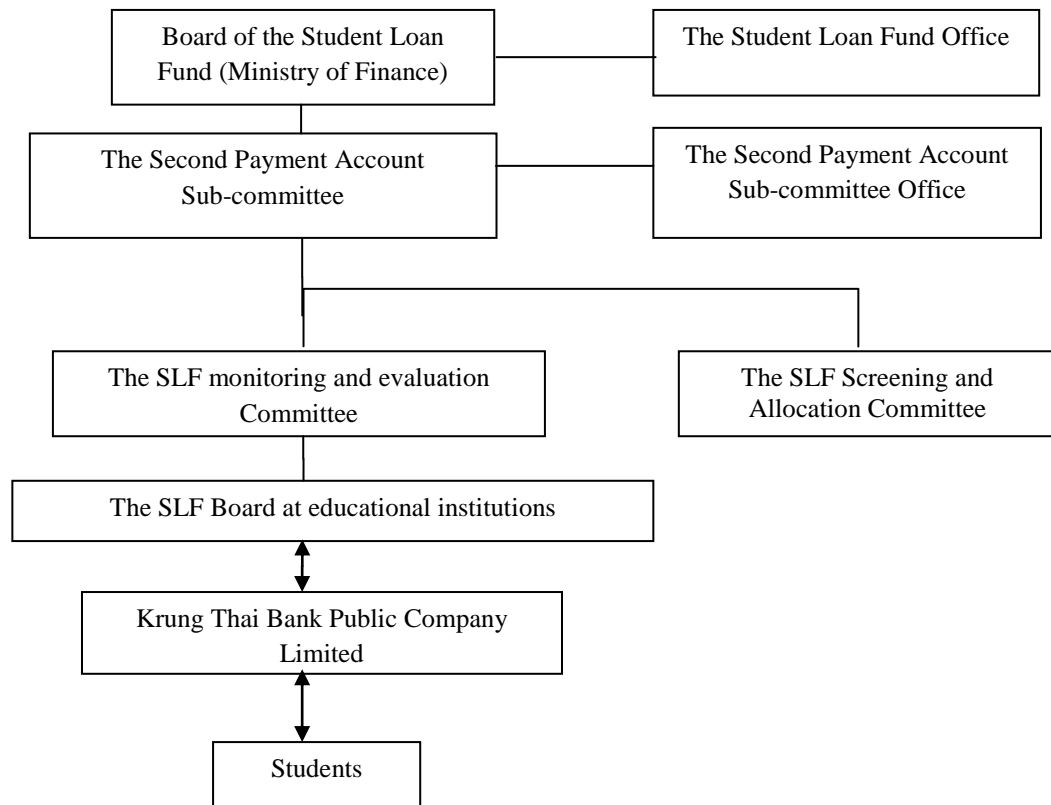 Board of the Student Loan
Fund (Ministry of Finance)
The Student Loan Fund Office
The Second Payment Account
Sub-committee
The Second Payment Account
Sub-committee Office
The SLF monitoring and evaluation
Committee
The SLF Screening and
Allocation Committee
The SLF Board at educational institutions
Krung Thai Bank Public Company
Limited
Students